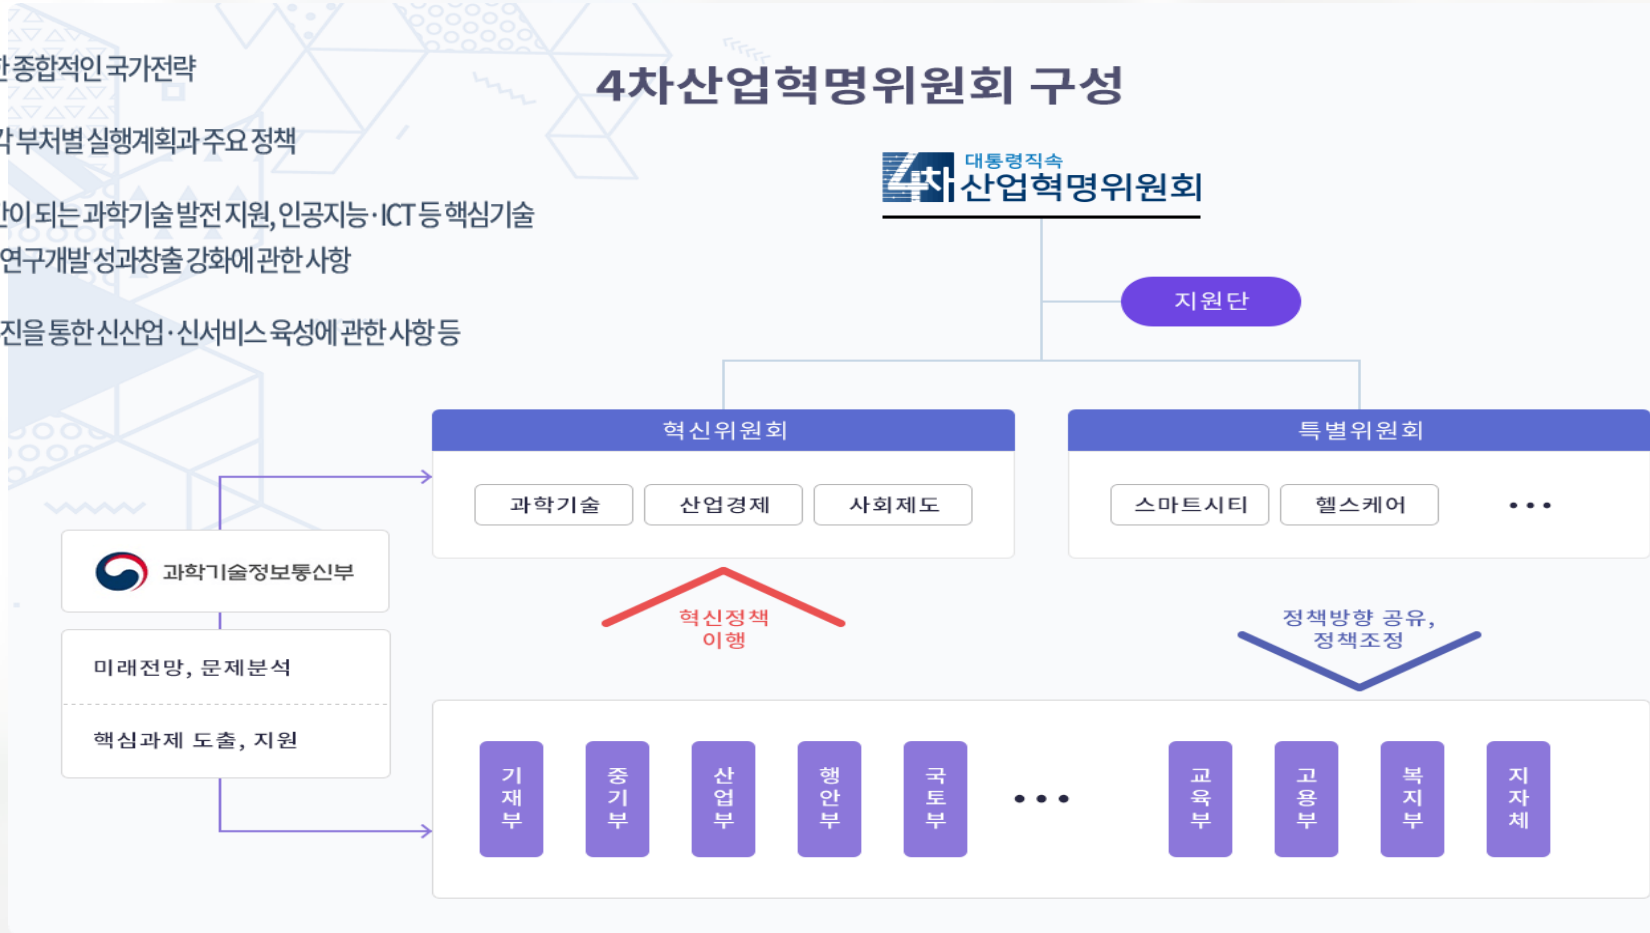 한 종합적인 국가전략
각 부처별 실행계획과 주요 정책
이 되는 과학기술 발전 지원, 인공지능·ICT 등 핵심기술
연구개발 성과창출 강화에 관한 사항
진을 통한 신산업·신서비스 육성에 관한 사항 등
4차산업혁명위원회 구성
대통령직속
4차 산업혁명위원회
지원단
혁신위원회
과학기술
산업경제
사회제도
특별위원회
스마트시티
헬스케어
•••
과학기술정보통신부
미래전망, 문제분석
핵심과제 도출, 지원
혁신정책
이행
정책방향 공유,
정책조정
기재부
중기부
산업부
행안부
국토부
•••
교육부
고용부
복지부
지자체